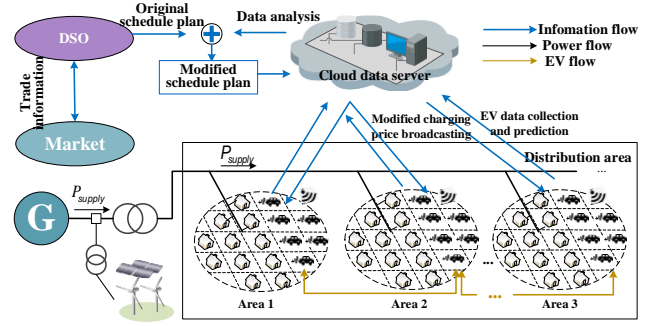 Original
schedule plan
Data analysis
DSO
Modified
schedule plan
Cloud data server
Infomation flow
Power flow
EV flow
Trade
information
Market
Modified charging
price broadcasting
EV data collection
and prediction
P_supply
Distribution area
...
P_supply
G
...
Area 1
Area 2
...
Area 3